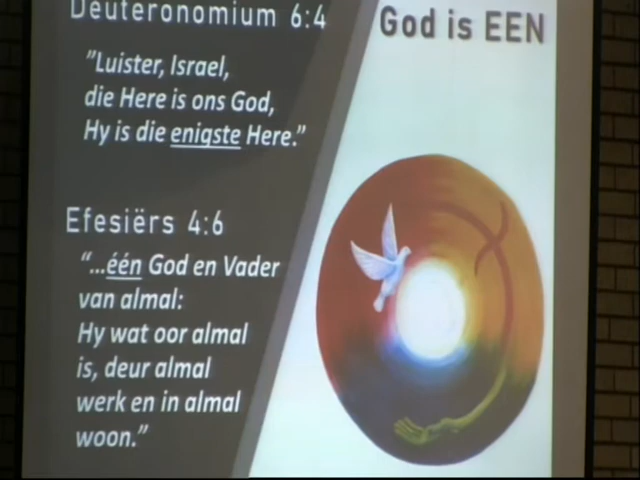 Deuteronomium 6:4
"Luister, Israel,
die Here is ons God,
Hy is die enigste Here."
Efesiërs 4:6
"...één God en Vader
van almal:
Hy wat oor almal
is, deur almal
werk en in almal
woon."
God is EEN